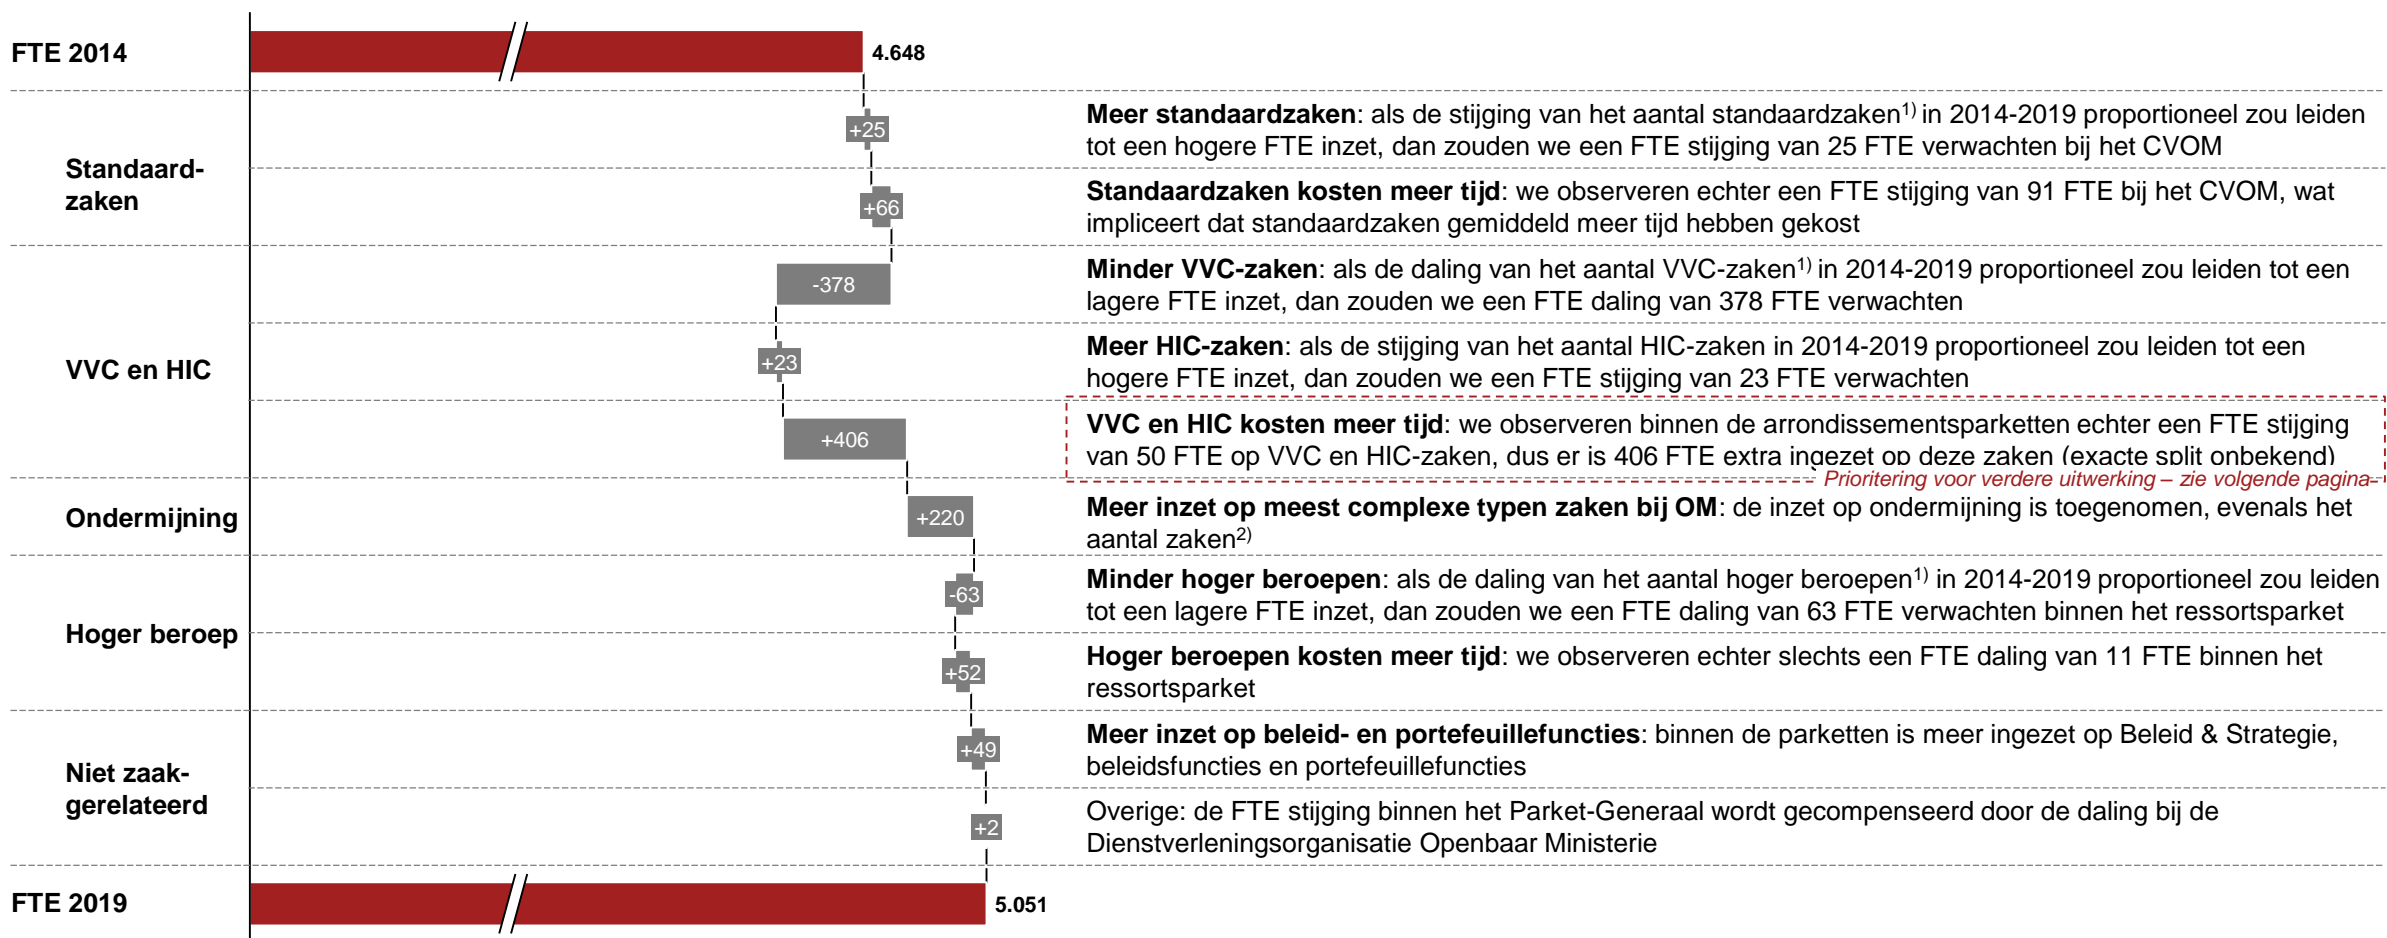 FTE 2014
4.648
Standaard-
zaken
+25
Meer standaardzaken: als de stijging van het aantal standaardzaken1) in 2014-2019 proportioneel zou leiden
tot een hogere FTE inzet, dan zouden we een FTE stijging van 25 FTE verwachten bij het CVOM
+66
Standaardzaken kosten meer tijd: we observeren echter een FTE stijging van 91 FTE bij het CVOM, wat
impliceert dat standaardzaken gemiddeld meer tijd hebben gekost
VVC en HIC
-378
Minder VVC-zaken: als de daling van het aantal VVC-zaken1) in 2014-2019 proportioneel zou leiden tot een
lagere FTE inzet, dan zouden we een FTE daling van 378 FTE verwachten
+23
Meer HIC-zaken: als de stijging van het aantal HIC-zaken in 2014-2019 proportioneel zou leiden tot een
hogere FTE inzet, dan zouden we een FTE stijging van 23 FTE verwachten
+406
VVC en HIC kosten meer tijd: we observeren binnen de arrondissementsparketten echter een FTE stijging
van 50 FTE op VVC en HIC-zaken, dus er is 406 FTE extra ingezet op deze zaken (exacte split onbekend)
Prioritering voor verdere uitwerking – zie volgende pagina
Ondermijning
+220
Meer inzet op meest complexe typen zaken bij OM: de inzet op ondermijning is toegenomen, evenals het
aantal zaken2)
Hoger beroep
-63
Minder hoger beroepen: als de daling van het aantal hoger beroepen1) in 2014-2019 proportioneel zou leiden
tot een lagere FTE inzet, dan zouden we een FTE daling van 63 FTE verwachten binnen het ressortsparket
+52
Hoger beroepen kosten meer tijd: we observeren echter slechts een FTE daling van 11 FTE binnen het
ressortsparket
Niet zaak-
gerelateerd
+49
Meer inzet op beleid- en portefeuillefuncties: binnen de parketten is meer ingezet op Beleid & Strategie,
beleidsfuncties en portefeuillefuncties
+2
Overige: de FTE stijging binnen het Parket-Generaal wordt gecompenseerd door de daling bij de
Dienstverleningsorganisatie Openbaar Ministerie
FTE 2019
5.051